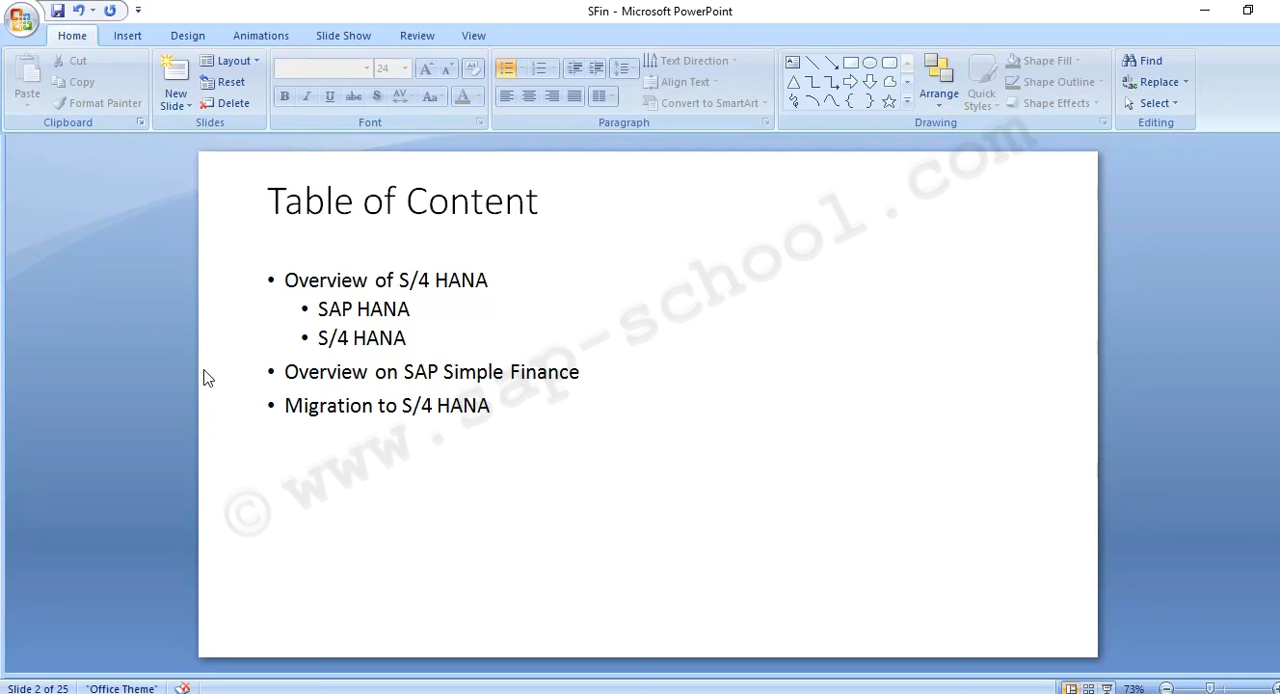 SFin - Microsoft PowerPoint
Home Insert Design Animations Slide Show Review View
Paste
Cut
Copy
Format Painter
Clipboard
New Slide
Layout
Reset
Delete
Slides
24
B I U abc S AV Aa A
Font
Text Direction
Align Text
Convert to SmartArt
Paragraph
Arrange
Quick Styles
Shape Fill
Shape Outline
Shape Effects
Drawing
Find
Replace
Select
Editing
Table of Content
• Overview of S/4 HANA
• SAP HANA
• S/4 HANA
• Overview on SAP Simple Finance
• Migration to S/4 HANA
© www.sap-school.com
Slide 2 of 25 "Office Theme" 73%